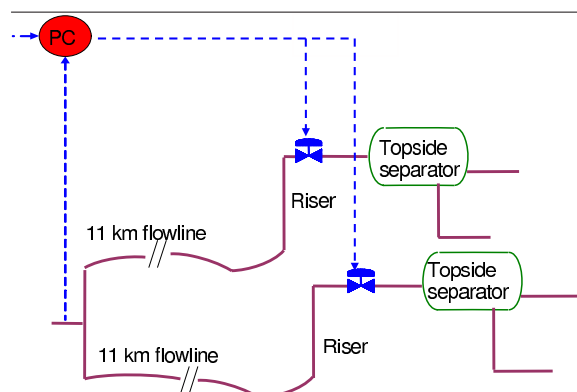 PC
Topside
separator
Riser
11 km flowline
Topside
separator
Riser
11 km flowline